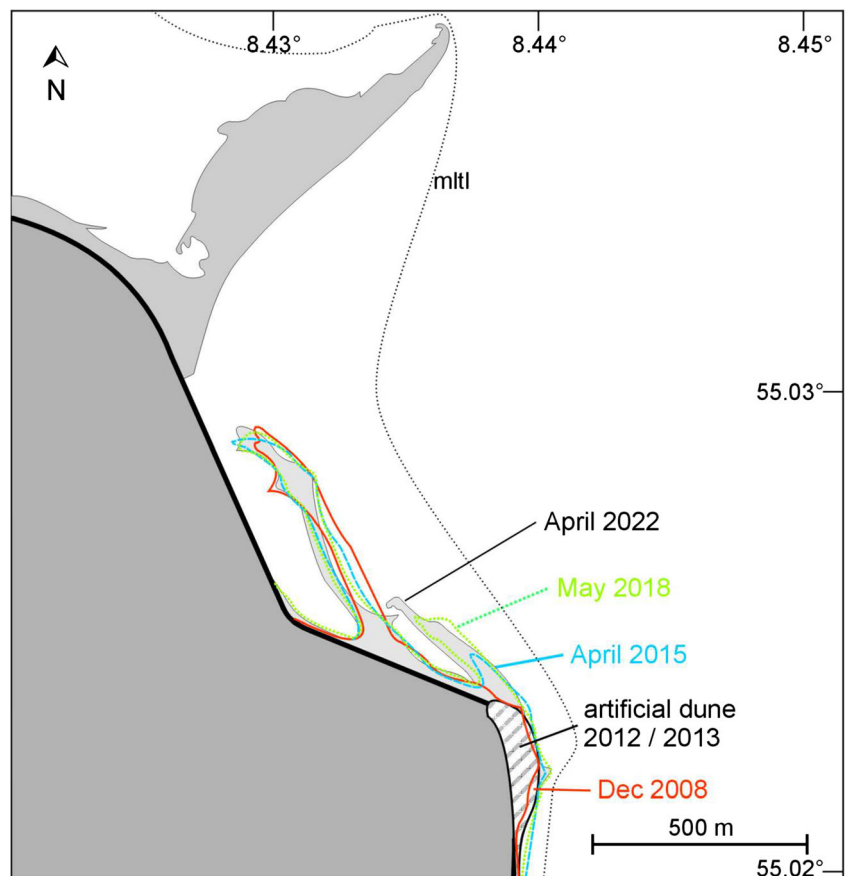 8.43°
8.44°
8.45°
N
mltl
55.03°
April 2022
May 2018
April 2015
artificial dune
2012 / 2013
Dec 2008
500 m
55.02°